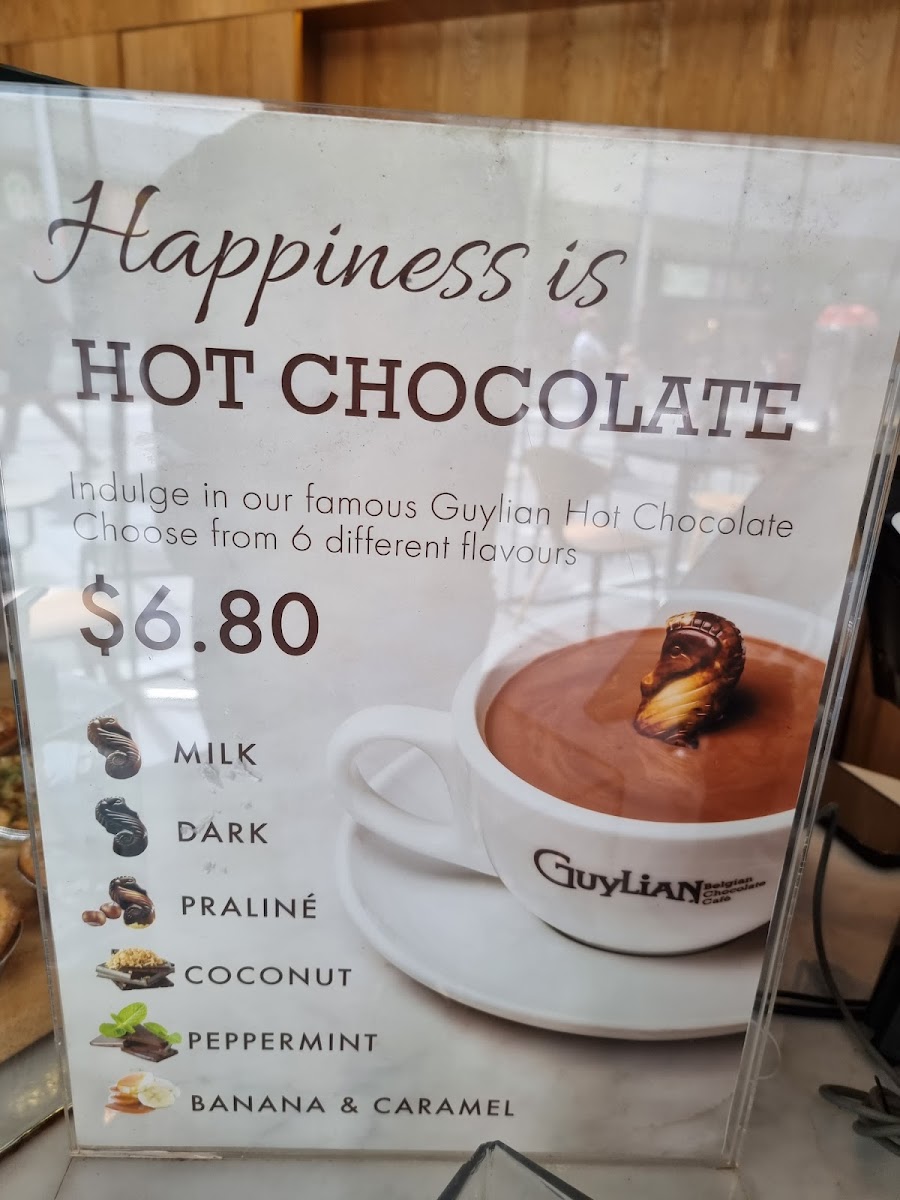 Happiness is
HOT CHOCOLATE
Indulge in our famous Guylian Hot Chocolate
Choose from 6 different flavours
$6.80
MILK
DARK
PRALINÉ
COCONUT
PEPPERMINT
BANANA & CARAMEL
GUYLIAN Belgian
Chocolate
Café